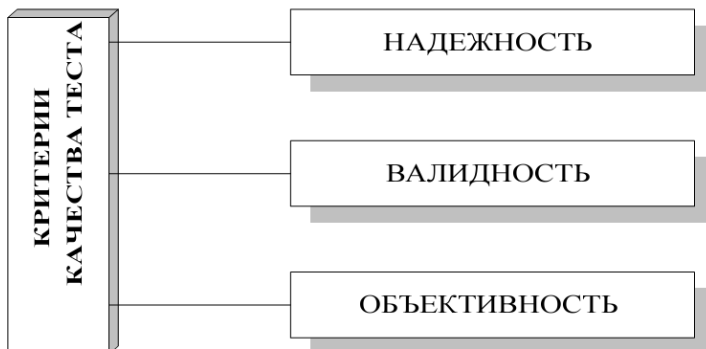 КРИТЕРИИ
КАЧЕСТВА ТЕСТА
НАДЕЖНОСТЬ
ВАЛИДНОСТЬ
ОБЪЕКТИВНОСТЬ